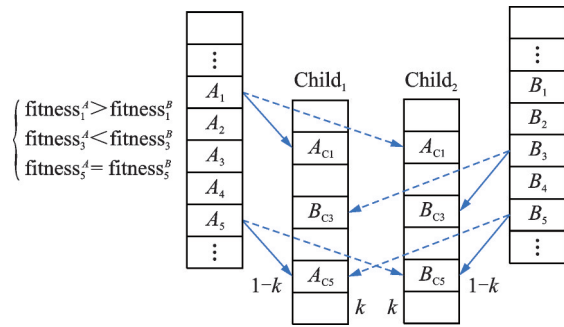 fitness₁ᴬ > fitness₁ᴮ
fitness₃ᴬ < fitness₃ᴮ
fitness₅ᴬ = fitness₅ᴮ
⋮
A₁
A₂
A₃
A₄
A₅
⋮
Child₁
A_C1
B_C3
A_C5
1−k
k
Child₂
A_C1
B_C3
B_C5
k
1−k
⋮
B₁
B₂
B₃
B₄
B₅
⋮